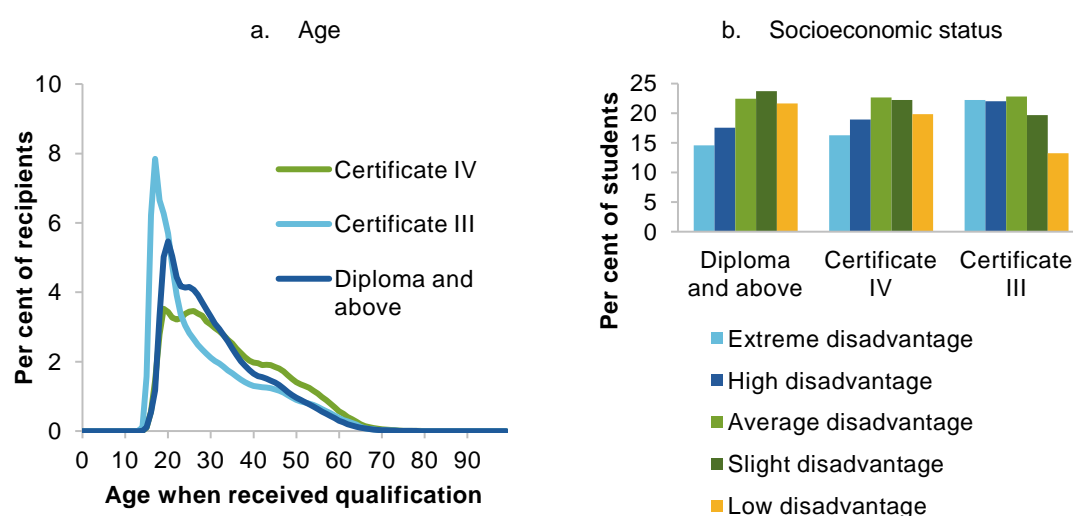 a. Age
Per cent of recipients
10
8
6
4
2
0
0 10 20 30 40 50 60 70 80 90
Age when received qualification
Certificate IV
Certificate III
Diploma and
above
b. Socioeconomic status
Per cent of students
25
20
15
10
5
0
Diploma
and above
Certificate
IV
Certificate
III
Extreme disadvantage
High disadvantage
Average disadvantage
Slight disadvantage
Low disadvantage